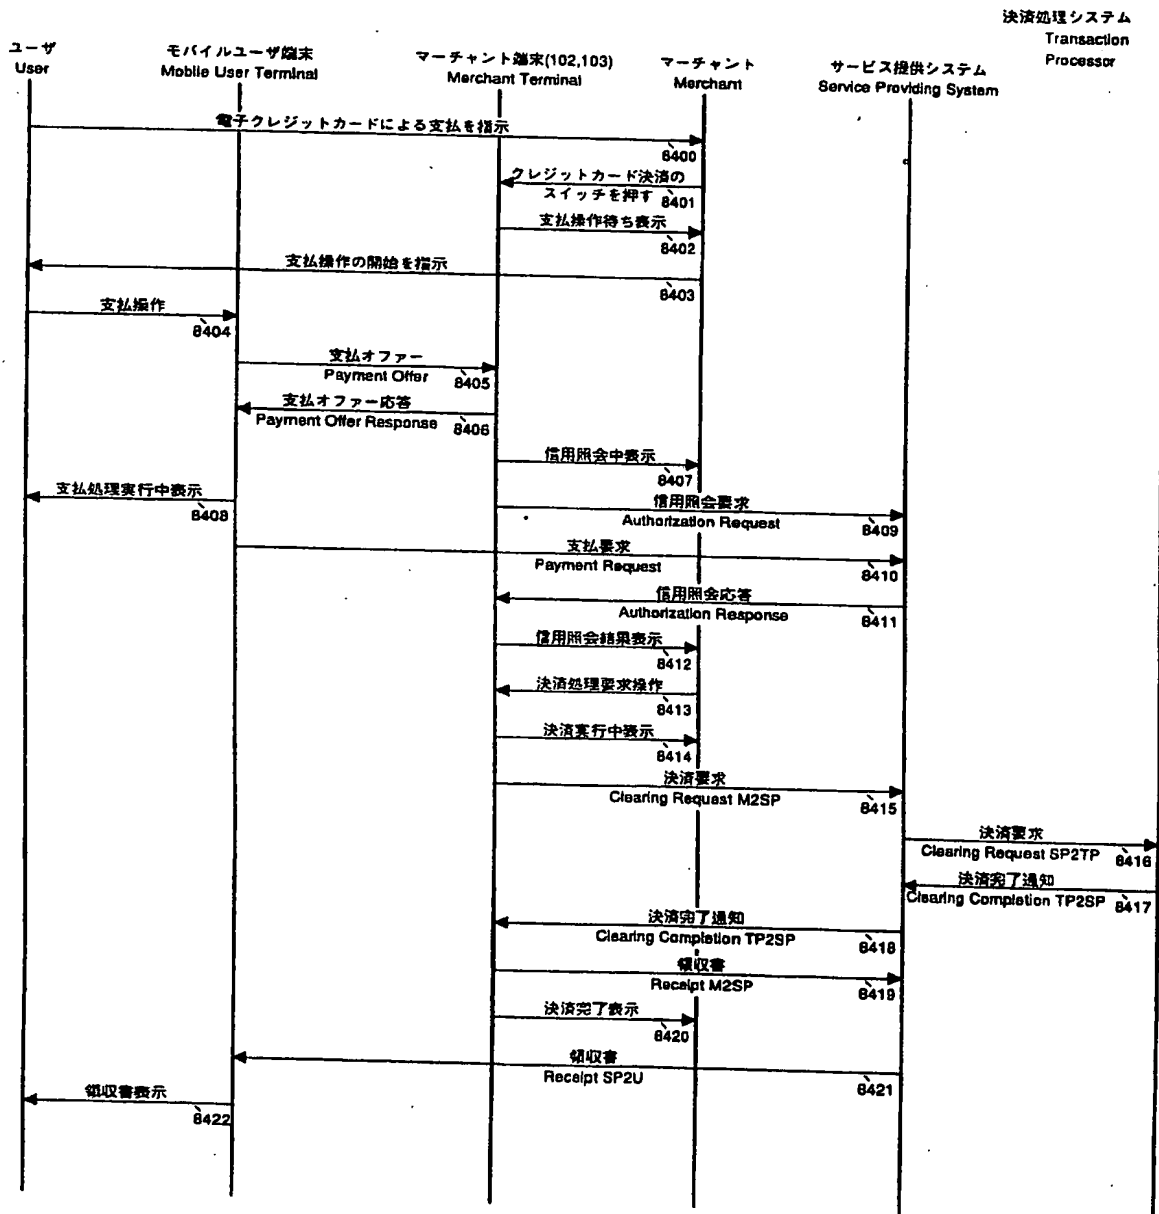 決済処理システム
Transaction
Processor
ユーザ
User
モバイルユーザ端末
Mobile User Terminal
マーチャント端末(102,103)
Merchant Terminal
マーチャント
Merchant
サービス提供システム
Service Providing System
電子クレジットカードによる支払を指示
8400
クレジットカード決済の
スイッチを押す
8401
支払操作待ち表示
8402
支払操作の開始を指示
8403
支払操作
8404
支払オファー
Payment Offer
8405
支払オファー応答
Payment Offer Response
8406
信用照会中表示
8407
支払処理実行中表示
8408
信用照会要求
Authorization Request
8409
支払要求
Payment Request
8410
信用照会応答
Authorization Response
8411
信用照会結果表示
8412
決済処理要求操作
8413
決済実行中表示
8414
決済要求
Clearing Request M2SP
8415
決済要求
Clearing Request SP2TP
8416
決済完了通知
Clearing Completion TP2SP
8417
決済完了通知
Clearing Completion TP2SP
8418
領収書
Receipt M2SP
8419
決済完了表示
8420
領収書
Receipt SP2U
8421
領収書表示
8422